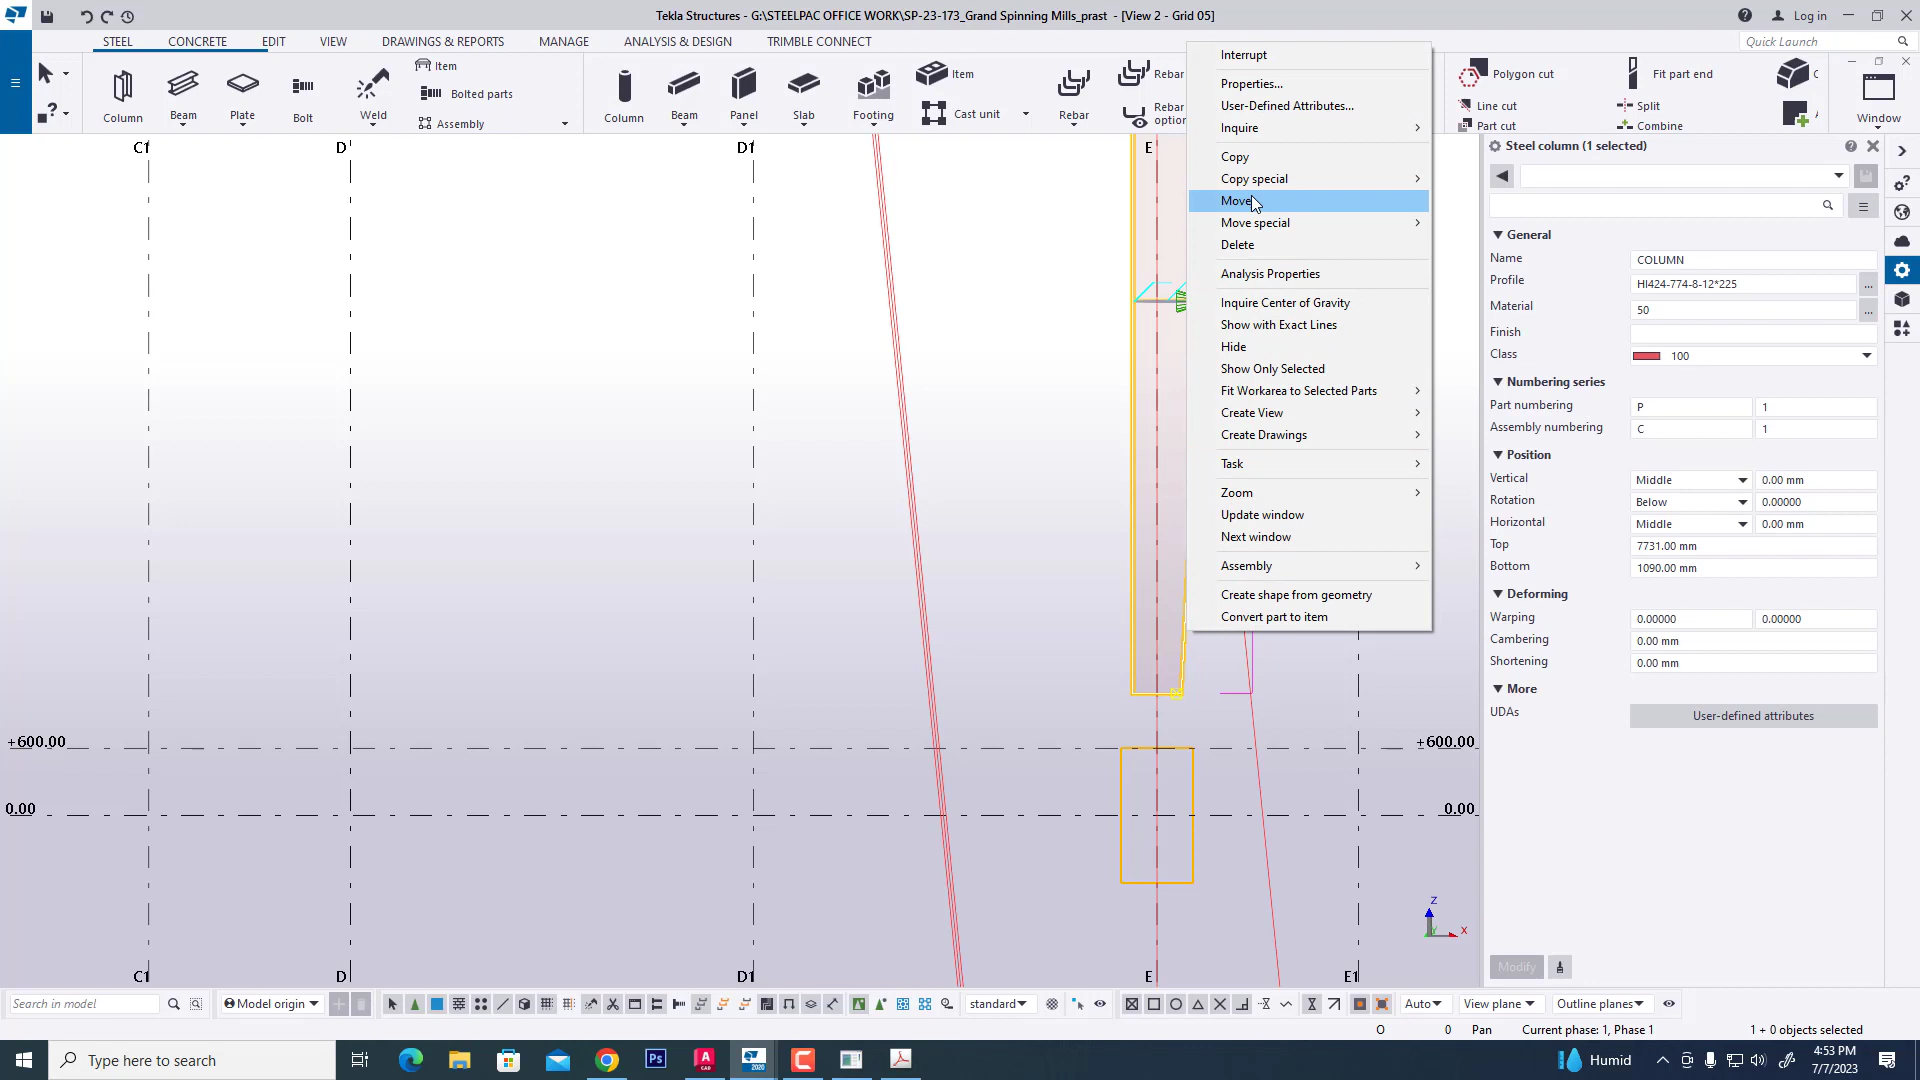 Tekla Structures - G:\STEELPAC OFFICE WORK\SP-23-173_Grand Spinning Mills_prast - [View 2 - Grid 05]
Log in
STEEL
CONCRETE
EDIT
VIEW
DRAWINGS & REPORTS
MANAGE
ANALYSIS & DESIGN
TRIMBLE CONNECT
Quick Launch
Column
Beam
Plate
Bolt
Weld
Item
Bolted parts
Assembly
Column
Beam
Panel
Slab
Footing
Item
Cast unit
Rebar
Rebar
Rebar
option
Polygon cut
Line cut
Part cut
Fit part end
Split
Combine
Window
Interrupt
Properties...
User-Defined Attributes...
Inquire
Copy
Copy special
Move
Move special
Delete
Analysis Properties
Inquire Center of Gravity
Show with Exact Lines
Hide
Show Only Selected
Fit Workarea to Selected Parts
Create View
Create Drawings
Task
Zoom
Update window
Next window
Assembly
Create shape from geometry
Convert part to item
C1
D
D1
E
+600.00
+600.00
0.00
0.00
C1
D
D1
E
E1
Z
Y
X
Steel column (1 selected)
General
Name COLUMN
Profile HI424-774-8-12*225
Material 50
Finish
Class 100
Numbering series
Part numbering P 1
Assembly numbering C 1
Position
Vertical Middle 0.00 mm
Rotation Below 0.00000
Horizontal Middle 0.00 mm
Top 7731.00 mm
Bottom 1090.00 mm
Deforming
Warping 0.00000 0.00000
Cambering 0.00 mm
Shortening 0.00 mm
More
UDAs User-defined attributes
Modify
Search in model
Model origin
standard
Auto
View plane
Outline planes
O 0 Pan Current phase: 1, Phase 1 1 + 0 objects selected
Type here to search
Humid
4:53 PM
7/7/2023